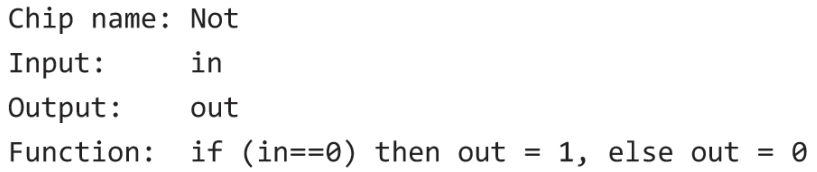 Chip name: Not
Input:     in
Output:    out
Function:  if (in==0) then out = 1, else out = 0